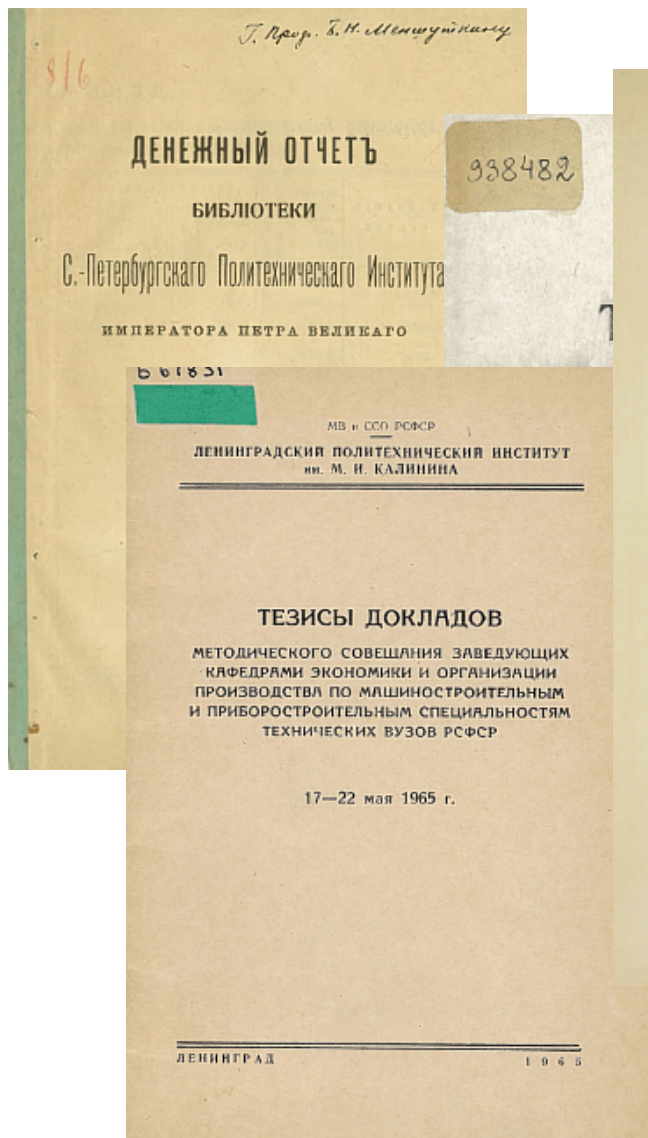 Г. Проф. Б. Н. Меншуткину
816
ДЕНЕЖНЫЙ ОТЧЕТЪ
БИБЛІОТЕКИ
С.-Петербургскаго Политехническаго Института
ИМПЕРАТОРА ПЕТРА ВЕЛИКАГО
938482
Т
Б 61831
МВ и ССО РСФСР
ЛЕНИНГРАДСКИЙ ПОЛИТЕХНИЧЕСКИЙ ИНСТИТУТ
им. М. И. КАЛИНИНА
ТЕЗИСЫ ДОКЛАДОВ
МЕТОДИЧЕСКОГО СОВЕЩАНИЯ ЗАВЕДУЮЩИХ
КАФЕДРАМИ ЭКОНОМИКИ И ОРГАНИЗАЦИИ
ПРОИЗВОДСТВА ПО МАШИНОСТРОИТЕЛЬНЫМ
И ПРИБОРОСТРОИТЕЛЬНЫМ СПЕЦИАЛЬНОСТЯМ
ТЕХНИЧЕСКИХ ВУЗОВ РСФСР
17—22 мая 1965 г.
ЛЕНИНГРАД 1965